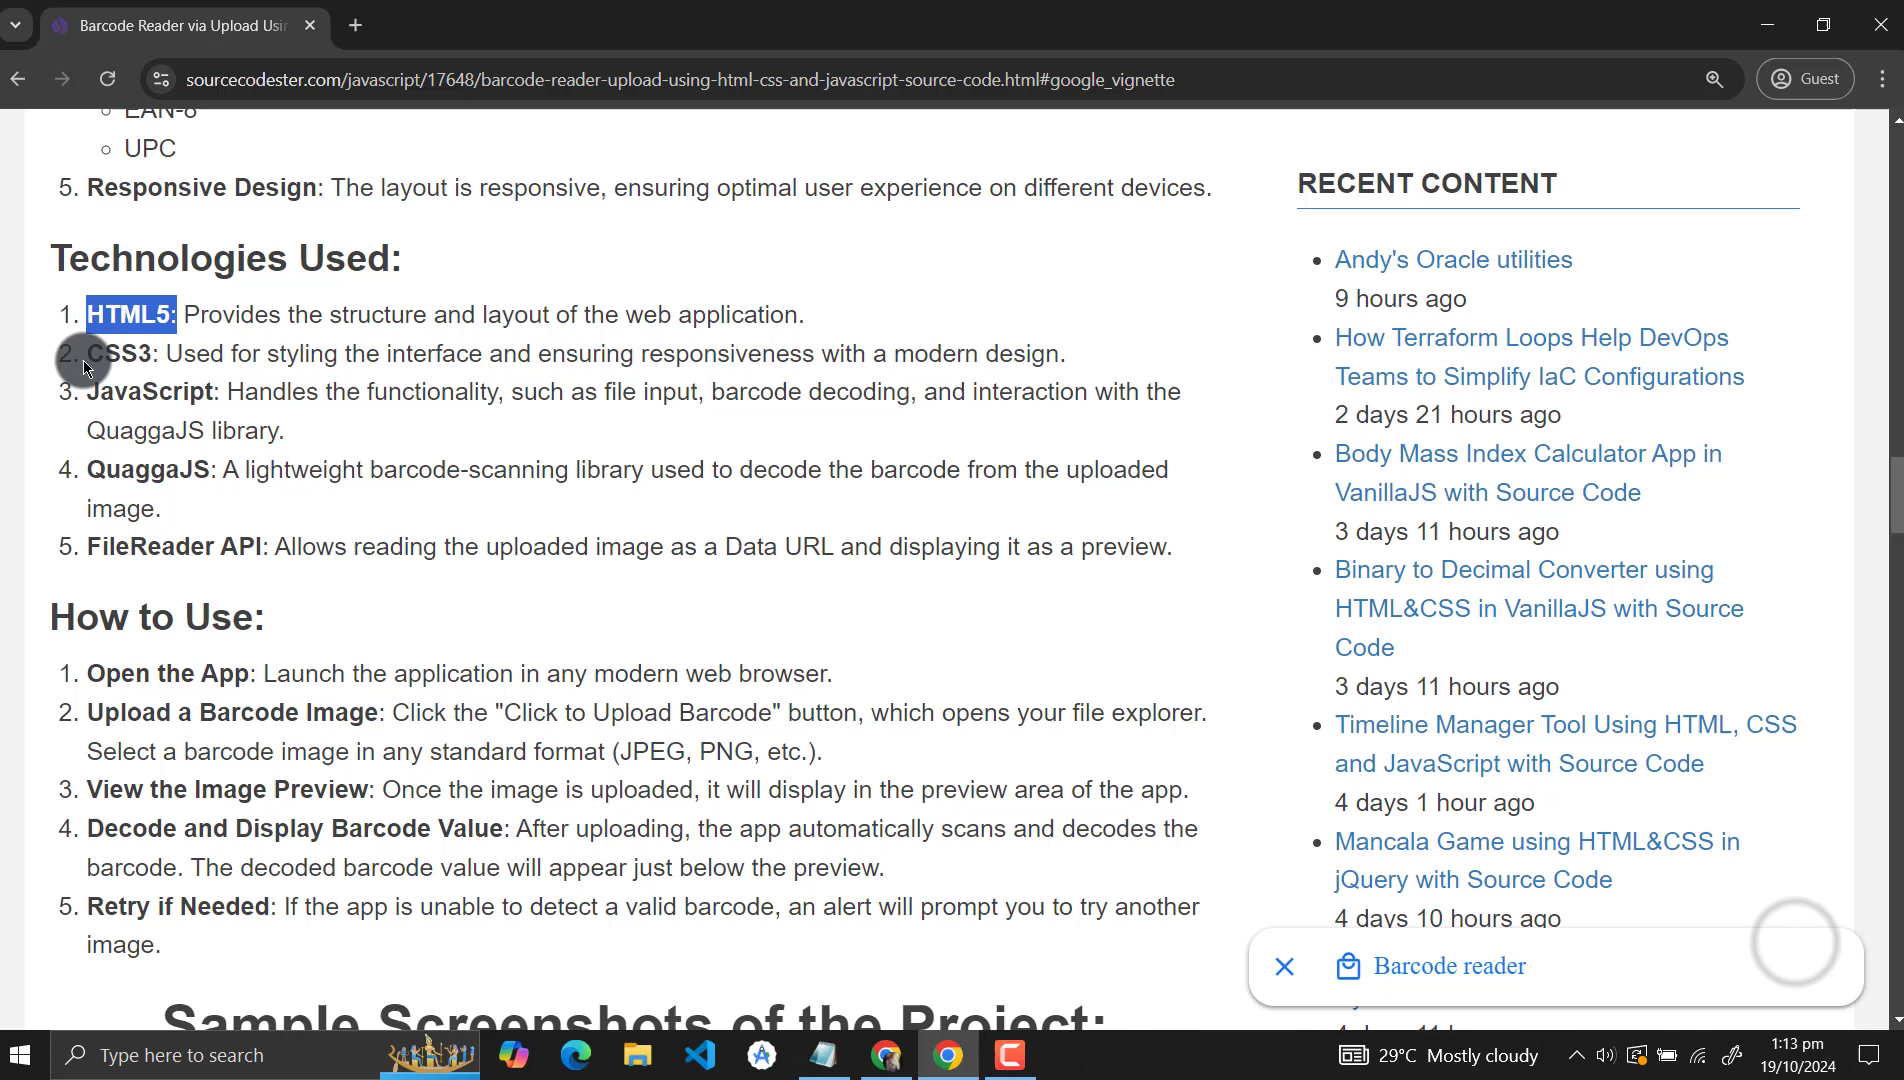 Barcode Reader via Upload Usin
sourcecodester.com/javascript/17648/barcode-reader-upload-using-html-css-and-javascript-source-code.html#google_vignette
Guest
EAN-8
UPC
5. Responsive Design: The layout is responsive, ensuring optimal user experience on different devices.
Technologies Used:
1. HTML5: Provides the structure and layout of the web application.
2. CSS3: Used for styling the interface and ensuring responsiveness with a modern design.
3. JavaScript: Handles the functionality, such as file input, barcode decoding, and interaction with the
QuaggaJS library.
4. QuaggaJS: A lightweight barcode-scanning library used to decode the barcode from the uploaded
image.
5. FileReader API: Allows reading the uploaded image as a Data URL and displaying it as a preview.
How to Use:
1. Open the App: Launch the application in any modern web browser.
2. Upload a Barcode Image: Click the "Click to Upload Barcode" button, which opens your file explorer.
Select a barcode image in any standard format (JPEG, PNG, etc.).
3. View the Image Preview: Once the image is uploaded, it will display in the preview area of the app.
4. Decode and Display Barcode Value: After uploading, the app automatically scans and decodes the
barcode. The decoded barcode value will appear just below the preview.
5. Retry if Needed: If the app is unable to detect a valid barcode, an alert will prompt you to try another
image.
Sample Screenshots of the Project:
RECENT CONTENT
Andy's Oracle utilities
9 hours ago
How Terraform Loops Help DevOps
Teams to Simplify IaC Configurations
2 days 21 hours ago
Body Mass Index Calculator App in
VanillaJS with Source Code
3 days 11 hours ago
Binary to Decimal Converter using
HTML&CSS in VanillaJS with Source
Code
3 days 11 hours ago
Timeline Manager Tool Using HTML, CSS
and JavaScript with Source Code
4 days 1 hour ago
Mancala Game using HTML&CSS in
jQuery with Source Code
4 days 10 hours ago
Barcode reader
Type here to search
29°C Mostly cloudy
1:13 pm
19/10/2024